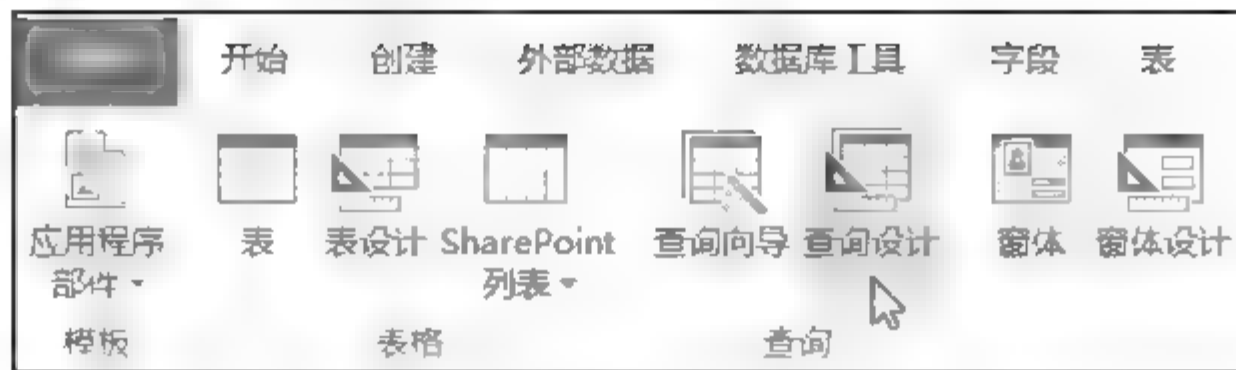 开始 创建 外部数据 数据库工具 字段 表
应用程序 表 表设计 SharePoint 查询向导 查询设计 窗体 窗体设计
部件 列表
模板 表格 查询